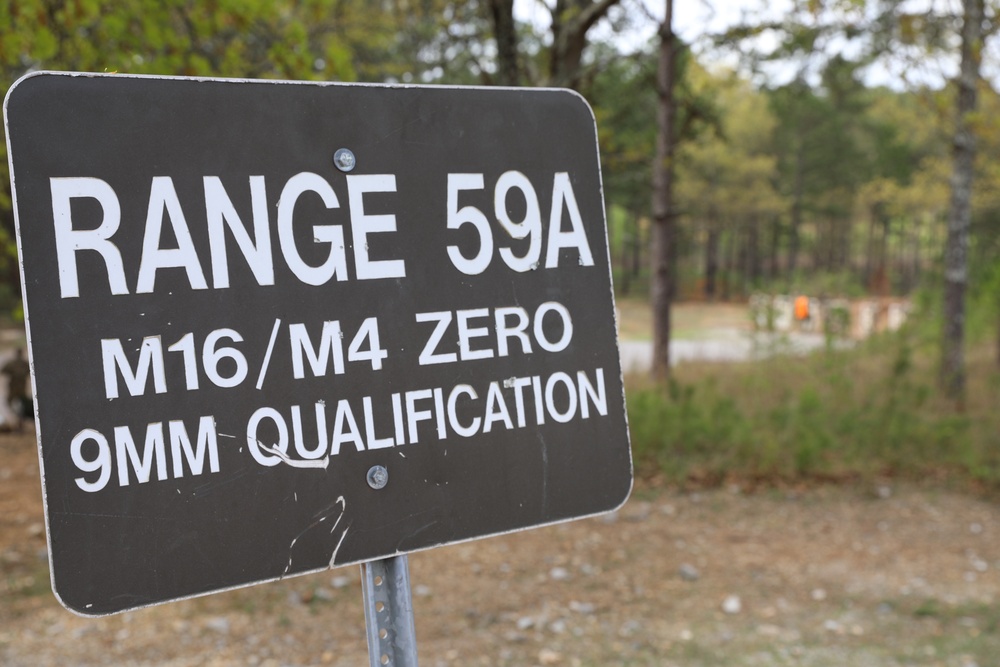 RANGE 59A
M16/M4 ZERO
9MM QUALIFICATION